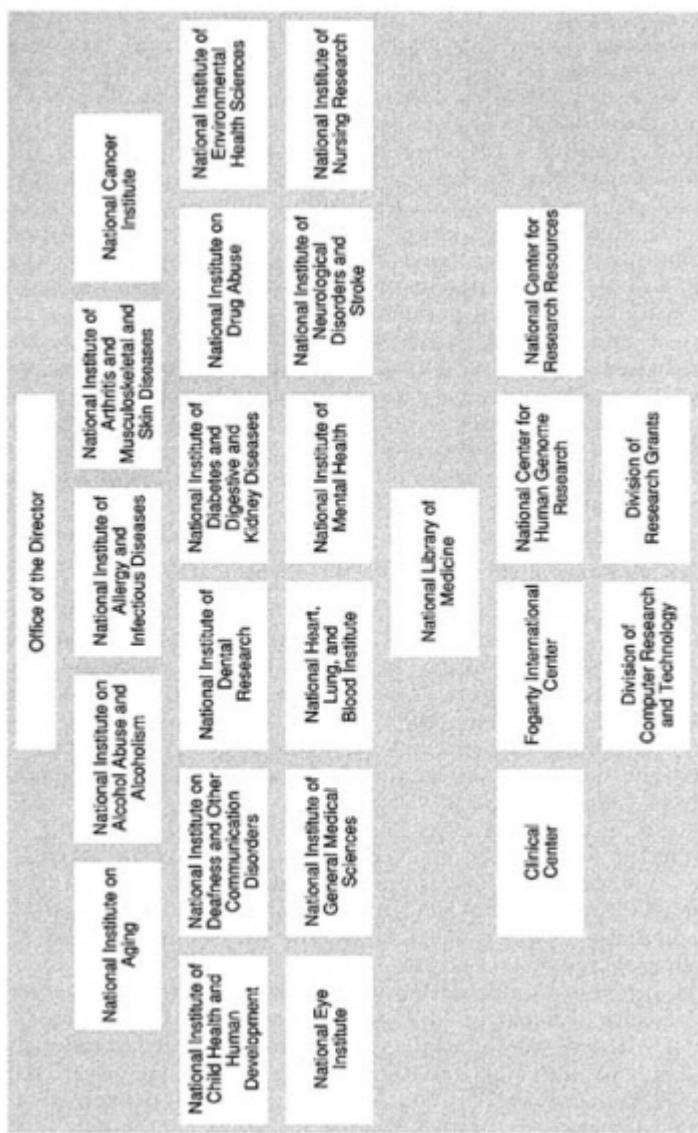 Office of the Director
National Institute on
Aging
National Institute on
Alcohol Abuse and
Alcoholism
National Institute of
Allergy and
Infectious Diseases
National Institute of
Arthritis and
Musculoskeletal and
Skin Diseases
National Cancer
Institute
National Institute of
Child Health and
Human
Development
National Institute on
Deafness and Other
Communication
Disorders
National Institute of
Dental
Research
National Institute of
Diabetes and
Digestive and
Kidney Diseases
National Institute on
Drug Abuse
National Institute of
Environmental
Health Sciences
National Eye
Institute
National Institute of
General Medical
Sciences
National Heart,
Lung, and
Blood Institute
National Institute of
Mental Health
National Institute of
Neurological
Disorders and
Stroke
National Institute of
Nursing Research
National Library of
Medicine
Clinical
Center
Fogarty International
Center
National Center for
Human Genome
Research
National Center for
Research Resources
Division of
Computer Research
and Technology
Division of
Research Grants